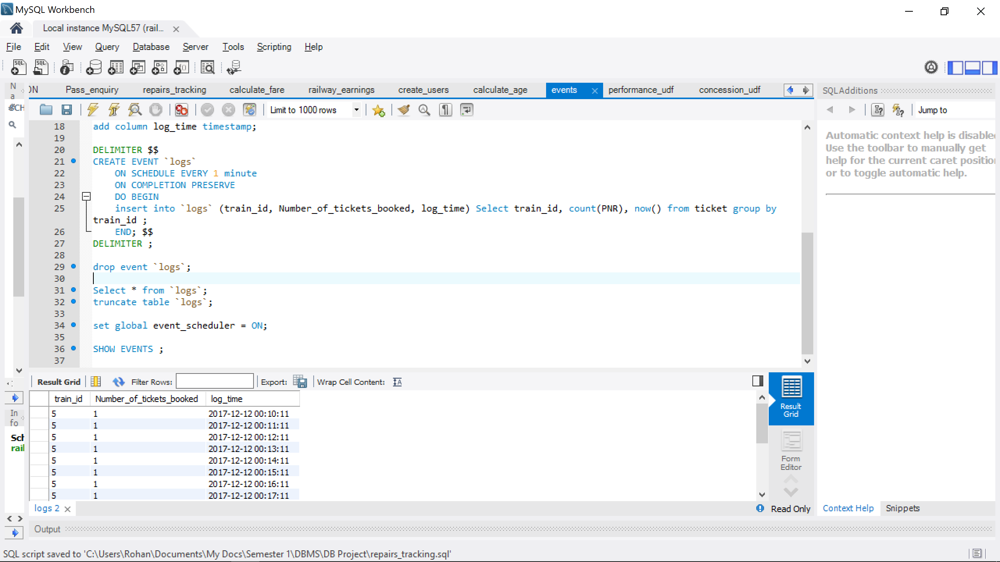 MySQL Workbench
Local instance MySQL57 (rail...
File Edit View Query Database Server Tools Scripting Help
N
a
ON Pass_enquiry repairs_tracking calculate_fare railway_earnings create_users calculate_age events performance_udf concession_udf
SQLAdditions
Limit to 1000 rows
Jump to
18 add column log_time timestamp;
19
20 DELIMITER $$
21 CREATE EVENT `logs`
22 ON SCHEDULE EVERY 1 minute
23 ON COMPLETION PRESERVE
24 DO BEGIN
25 insert into `logs` (train_id, Number_of_tickets_booked, log_time) Select train_id, count(PNR), now() from ticket group by
train_id ;
26 END; $$
27 DELIMITER ;
28
29 drop event `logs`;
30
31 Select * from `logs`;
32 truncate table `logs`;
33
34 set global event_scheduler = ON;
35
36 SHOW EVENTS ;
37
Automatic context help is disable
Use the toolbar to manually get
help for the current caret positio
or to toggle automatic help.
Result Grid Filter Rows: Export: Wrap Cell Content:
train_id Number_of_tickets_booked log_time
5 1 2017-12-12 00:10:11
5 1 2017-12-12 00:11:11
5 1 2017-12-12 00:12:11
5 1 2017-12-12 00:13:11
5 1 2017-12-12 00:14:11
5 1 2017-12-12 00:15:11
5 1 2017-12-12 00:16:11
5 1 2017-12-12 00:17:11
Result
Grid
Form
Editor
In
fo
Sch
rail
logs 2
Read Only
Context Help Snippets
Output
SQL script saved to 'C:\Users\Rohan\Documents\My Docs\Semester 1\DBMS\DB Project\repairs_tracking.sql'